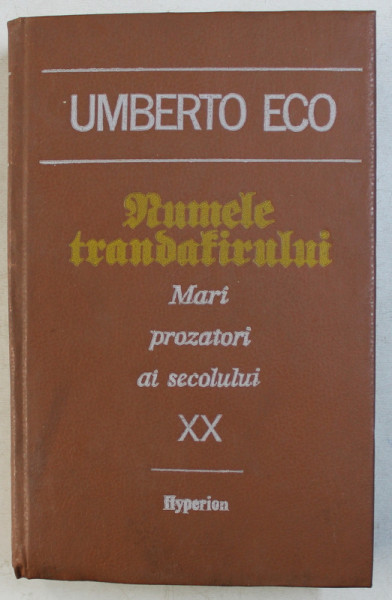 UMBERTO ECO
Numele
trandafirului
Mari
prozatori
ai secolului
XX
Hyperion